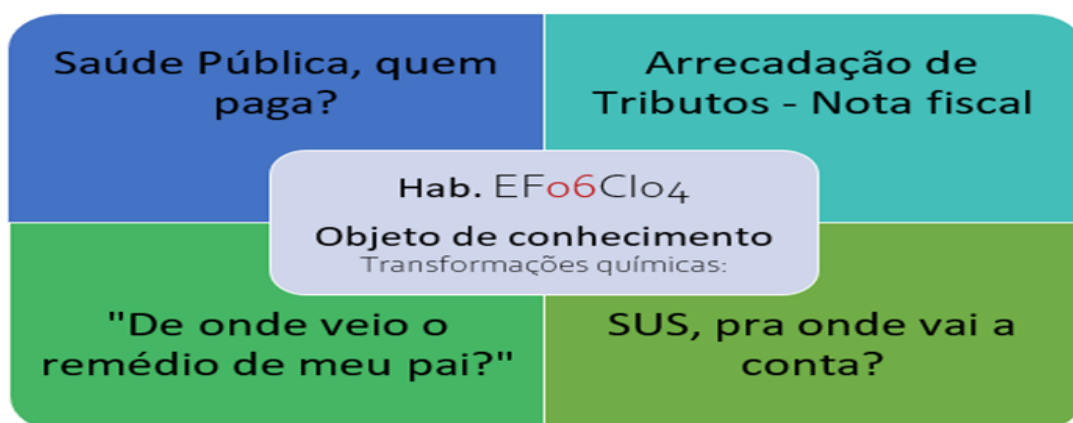 Saúde Pública, quem
paga?
Arrecadação de
Tributos - Nota fiscal
Hab. EF06CI04
Objeto de conhecimento
Transformações químicas:
"De onde veio o
remédio de meu pai?"
SUS, pra onde vai a
conta?